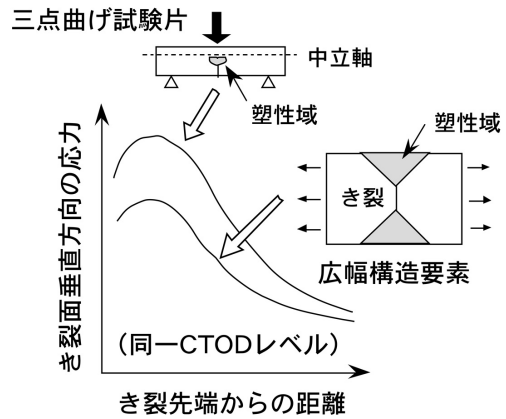 三点曲げ試験片
中立軸
塑性域
塑性域
き裂
広幅構造要素
き裂面垂直方向の応力
(同一CTODレベル)
き裂先端からの距離